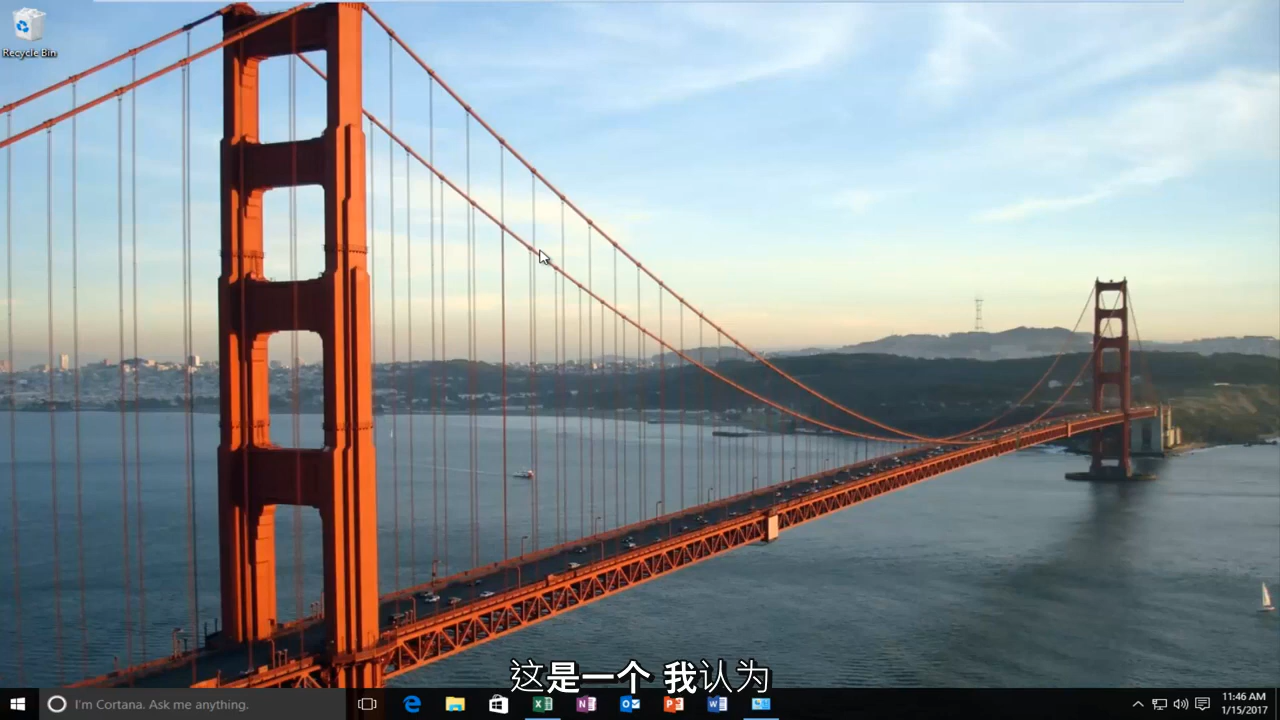 Recycle Bin
这是一个 我认为
I'm Cortana. Ask me anything.
11:46 AM
1/15/2017